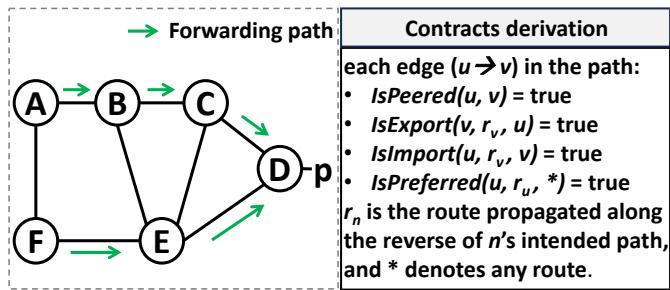 Forwarding path
A
B
C
D
p
F
E
Contracts derivation
each edge (u→v) in the path:
• IsPeered(u, v) = true
• IsExport(v, rᵥ, u) = true
• IsImport(u, rᵥ, v) = true
• IsPreferred(u, rᵤ, *) = true
rₙ is the route propagated along
the reverse of n's intended path,
and * denotes any route.